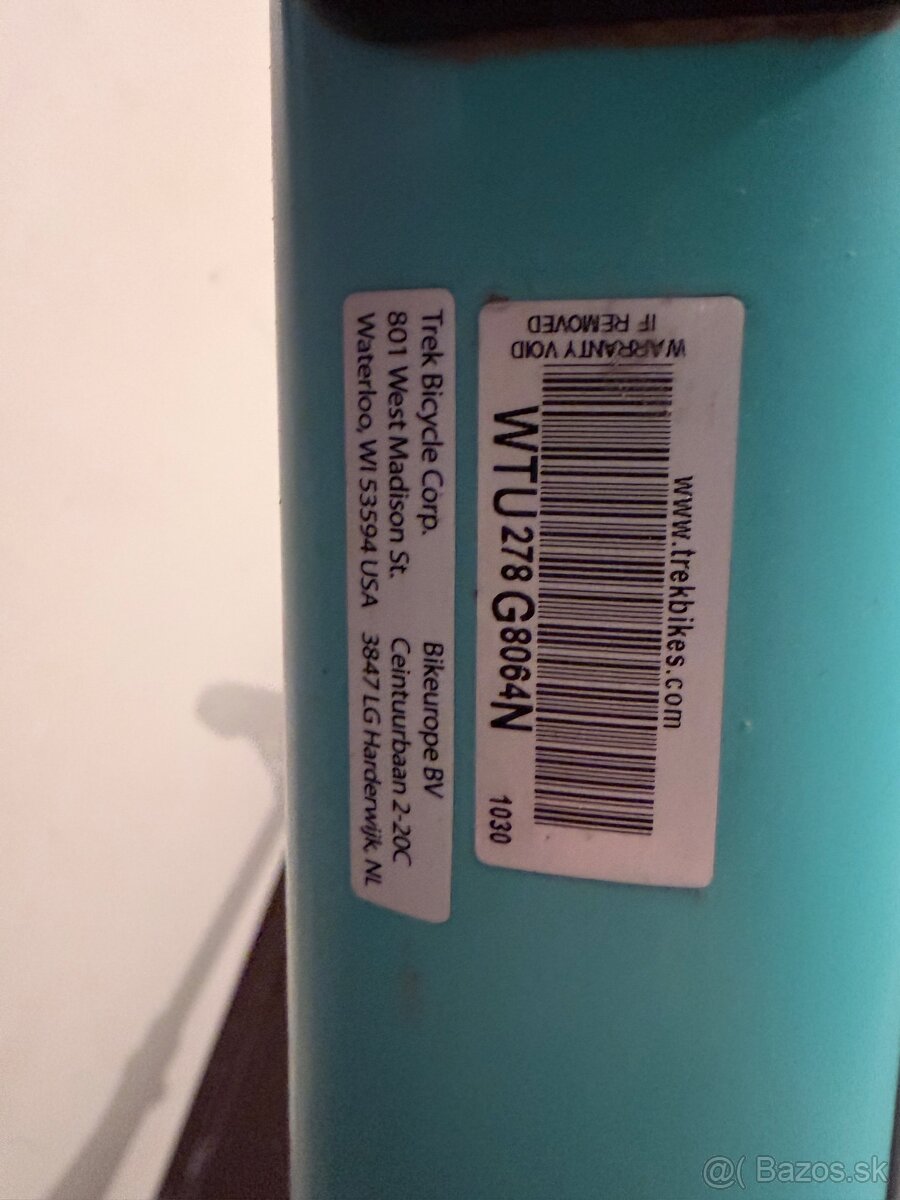 Trek Bicycle Corp.
801 West Madison St.
Waterloo, WI 53594 USA
Bikeurope BV
Ceintuurbaan 2-20C
3847 LG Harderwijk. NL
WARRANTY VOID
IF REMOVED
www.trekbikes.com
WTU278G8064N
1030
@( Bazos.sk